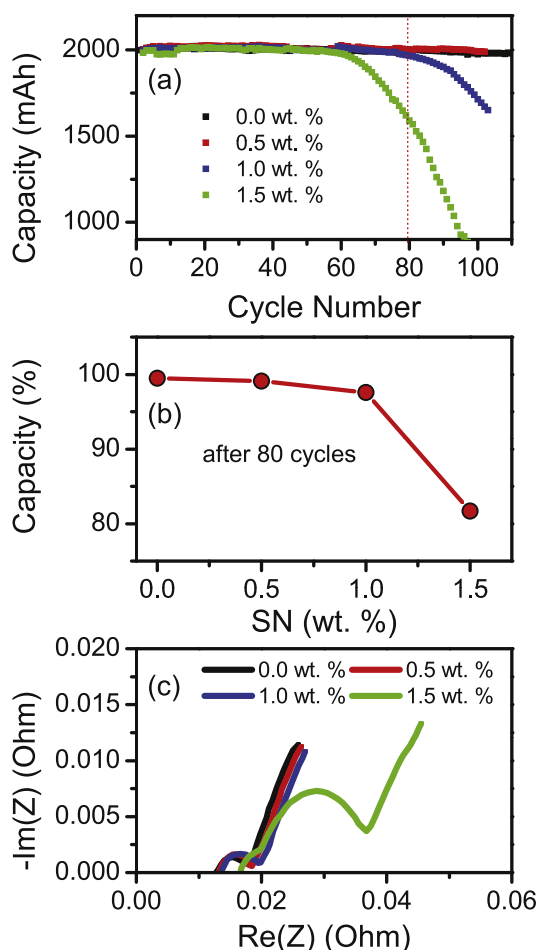 2000
1500
1000
Capacity (mAh)
(a)
0.0 wt. %
0.5 wt. %
1.0 wt. %
1.5 wt. %
0 20 40 60 80 100
Cycle Number
100
90
80
Capacity (%)
(b)
after 80 cycles
0.0 0.5 1.0 1.5
SN (wt. %)
0.020
0.015
0.010
0.005
0.000
-Im(Z) (Ohm)
(c)
0.0 wt. % 0.5 wt. %
1.0 wt. % 1.5 wt. %
0.00 0.02 0.04 0.06
Re(Z) (Ohm)